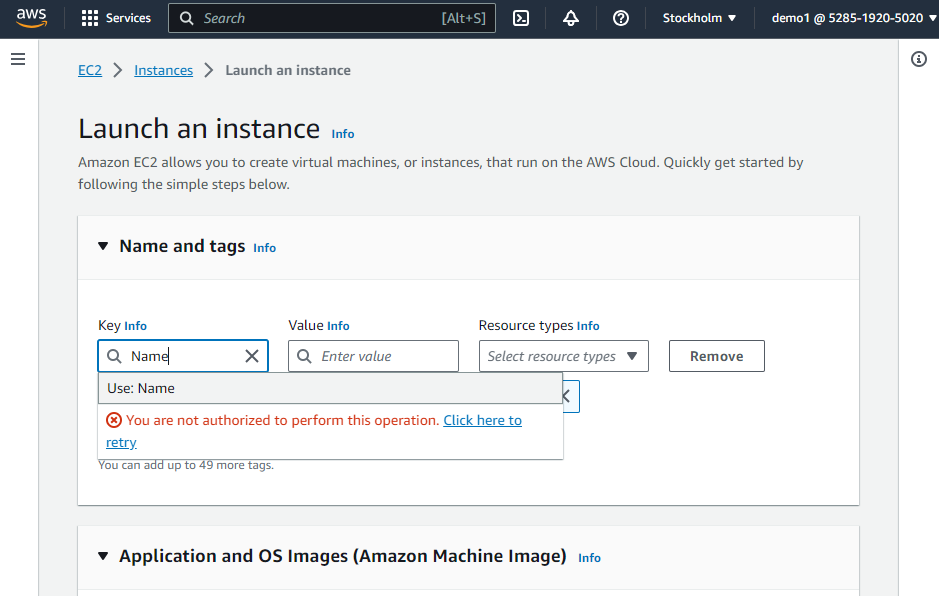 aws
Services
Search
[Alt+S]
Stockholm
demo1 @ 5285-1920-5020
EC2
Instances
Launch an instance
Launch an instance Info
Amazon EC2 allows you to create virtual machines, or instances, that run on the AWS Cloud. Quickly get started by
following the simple steps below.
Name and tags Info
Key Info
Value Info
Resource types Info
Name
Enter value
Select resource types
Remove
Use: Name
You are not authorized to perform this operation. Click here to
retry
You can add up to 49 more tags.
Application and OS Images (Amazon Machine Image) Info